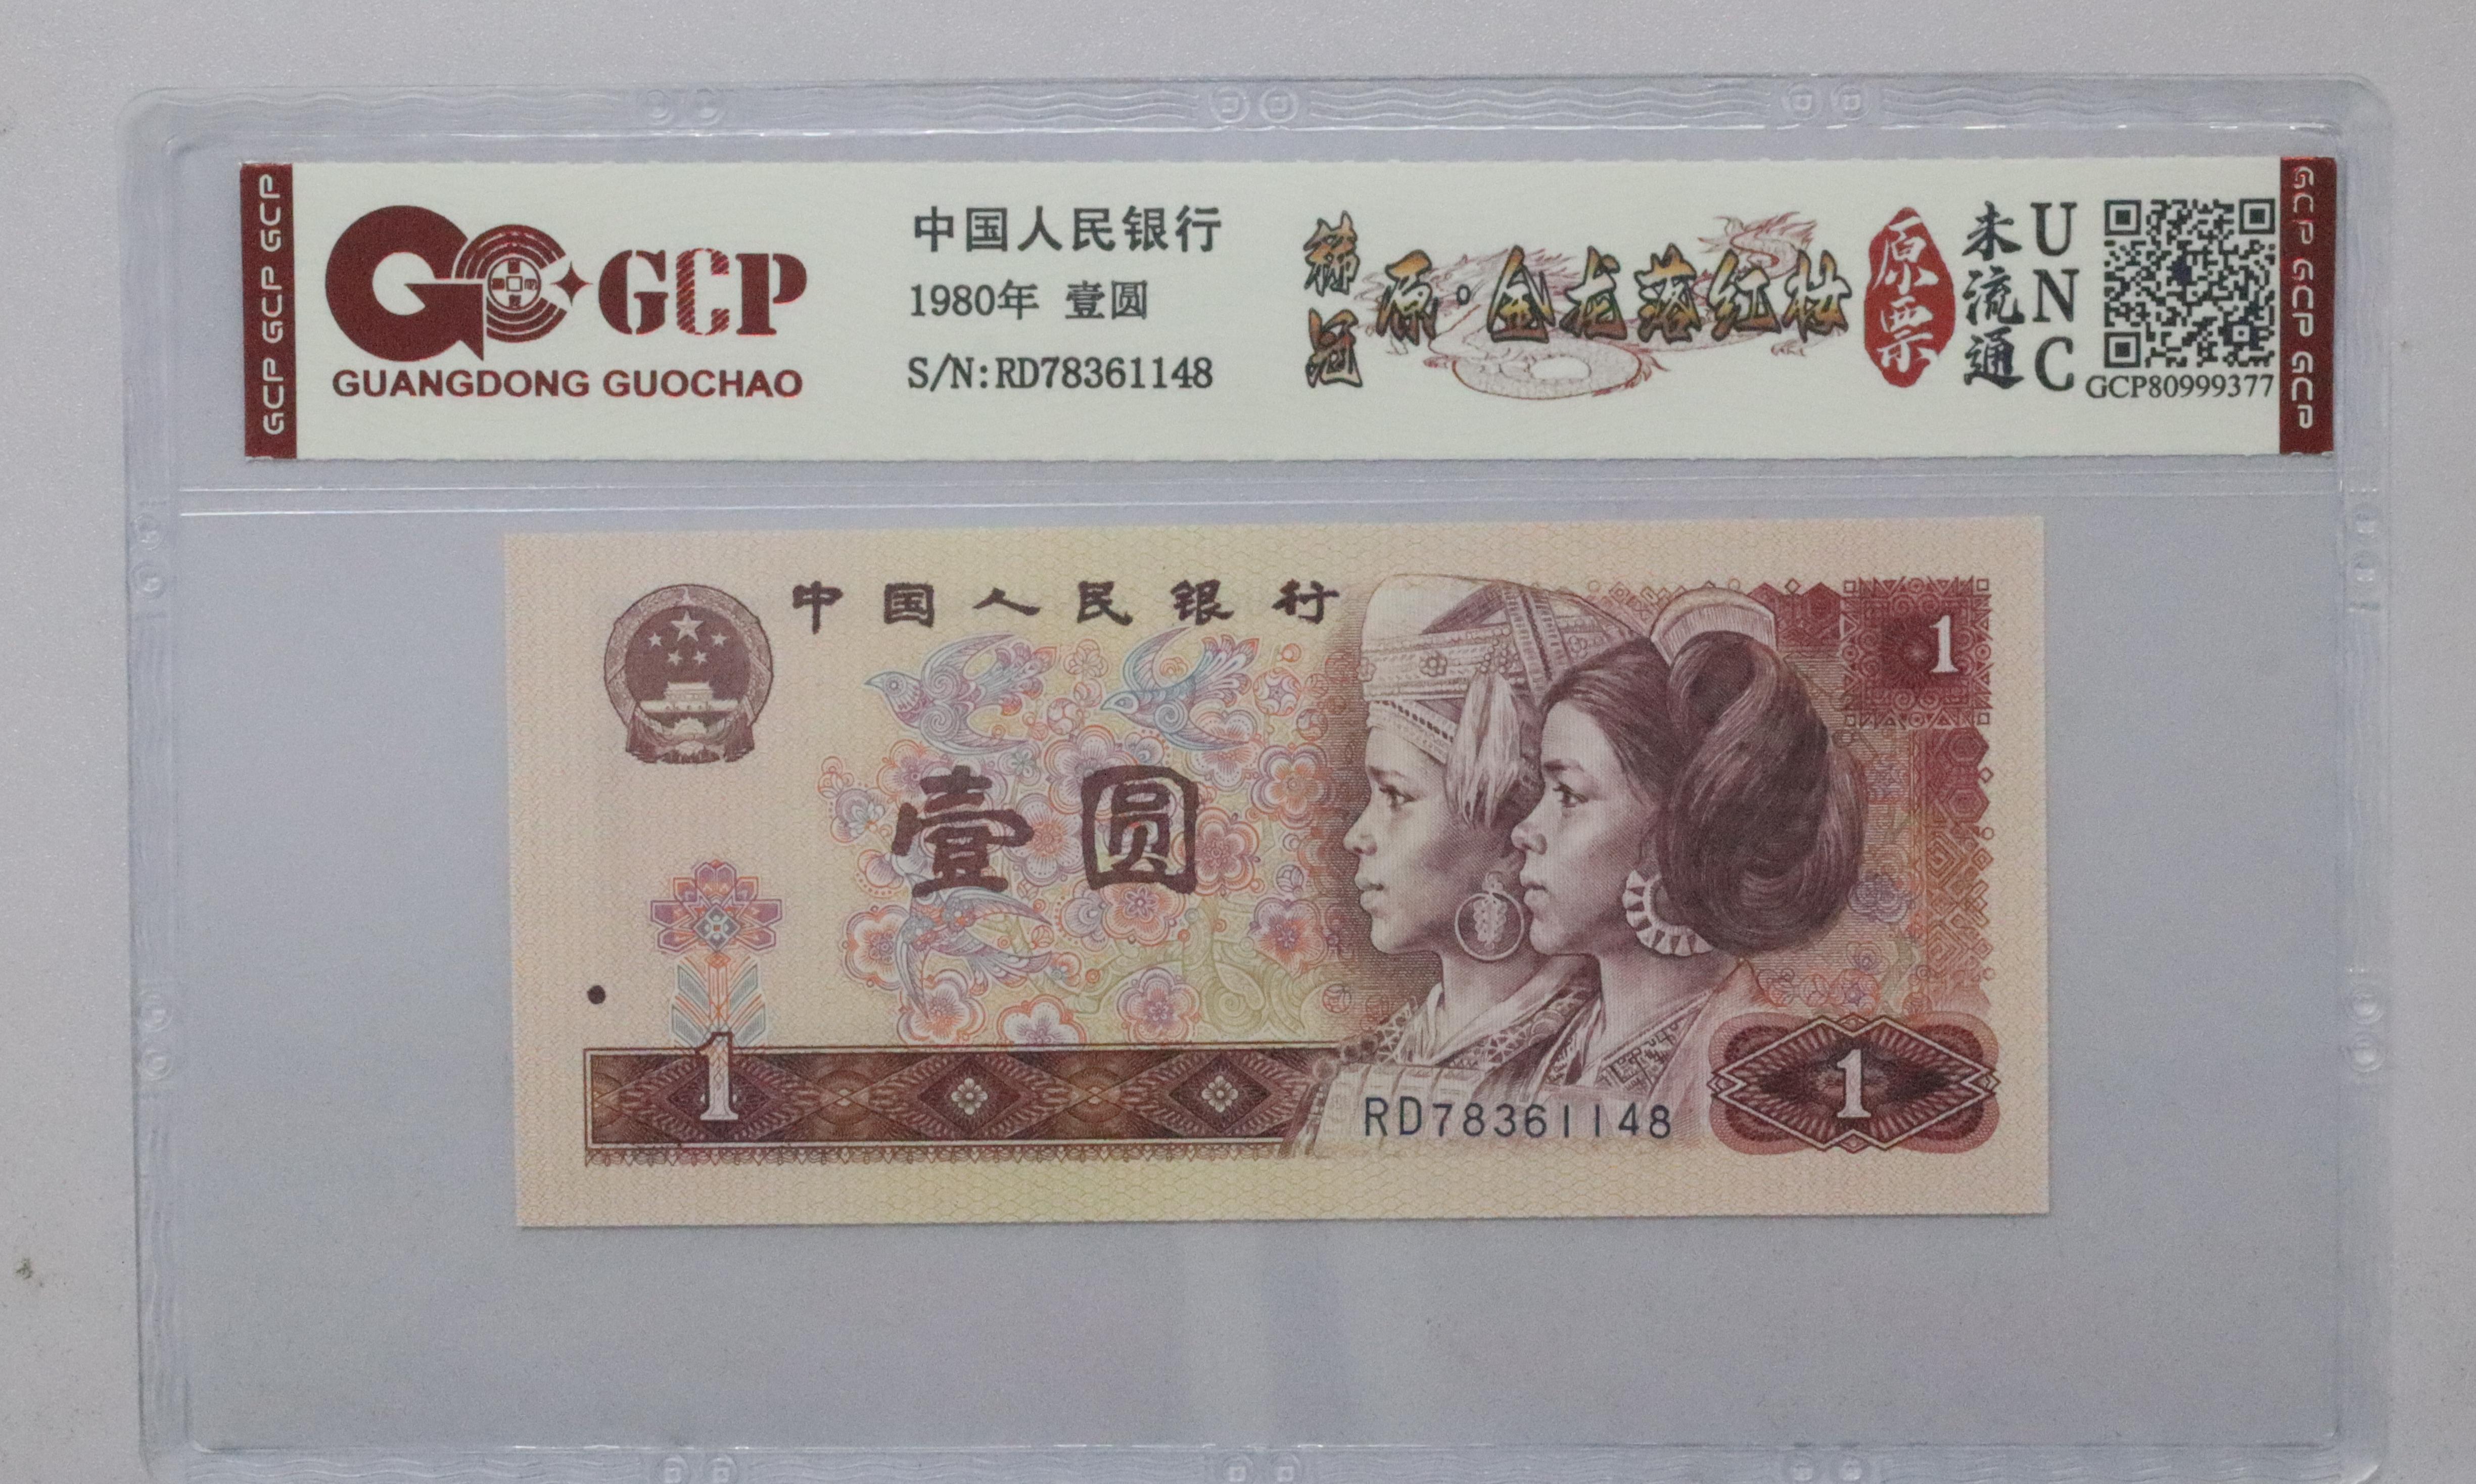 GCP GCP GCP
GCP
GUANGDONG GUOCHAO
中国人民银行
1980年 壹圆
S/N:RD78361148
冠
原·金龙落红妆
原票
未流通
UNC
GCP80999377
GCP GCP GCP
中国人民银行
1
壹圆
1
1
RD78361148